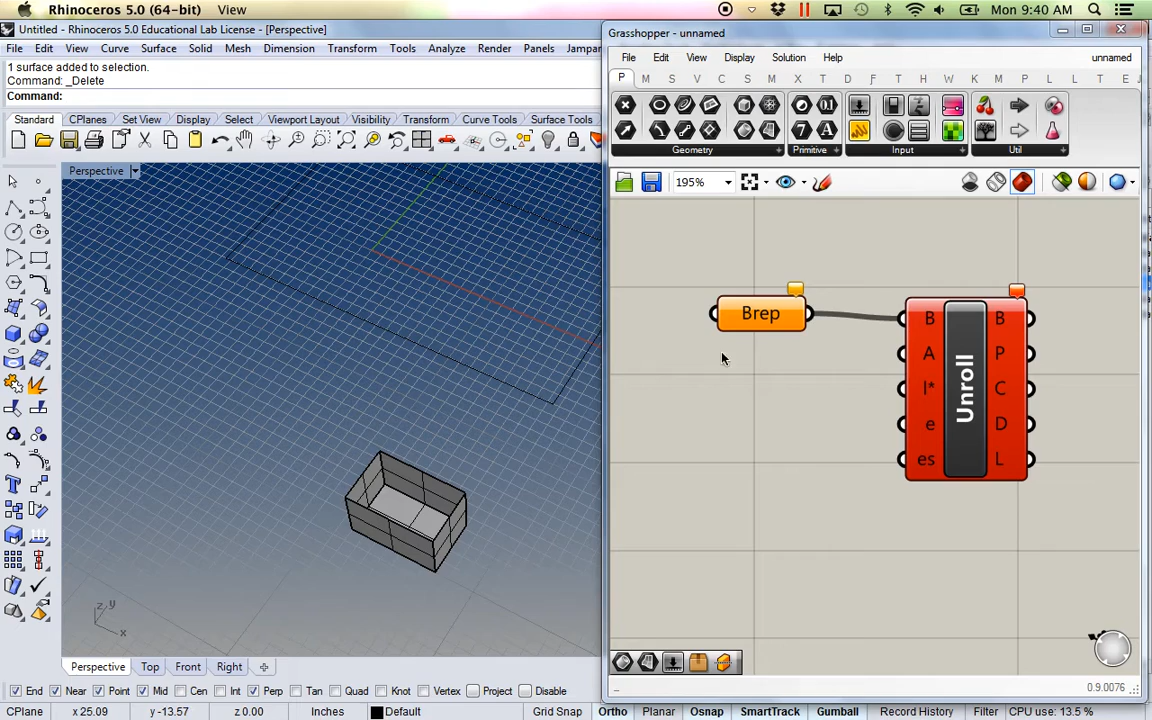 Rhinoceros 5.0 (64-bit) View
Mon 9:40 AM
Untitled - Rhinoceros 5.0 Educational Lab License - [Perspective]
File Edit View Curve Surface Solid Mesh Dimension Transform Tools Analyze Render Panels
1 surface added to selection.
Command: _Delete
Command:
Standard CPlanes Set View Display Select Viewport Layout Visibility Transform Curve Tools Surface Tools
Perspective
z y
x
Perspective Top Front Right
End Near Point Mid Cen Int Perp Tan Quad Knot Vertex Project Disable
CPlane x 25.09 y -13.57 z 0.00 Inches Default Grid Snap Ortho Planar Osnap SmartTrack Gumball Record History Filter CPU use: 13.5 %
Grasshopper - unnamed
File Edit View Display Solution Help unnamed
P M S V C S M X T D F T L A E H W K M P L L T E
Geometry Primitive Input Util
195%
Brep
B A I* e es
Unroll
B P C D L
0.9.0076